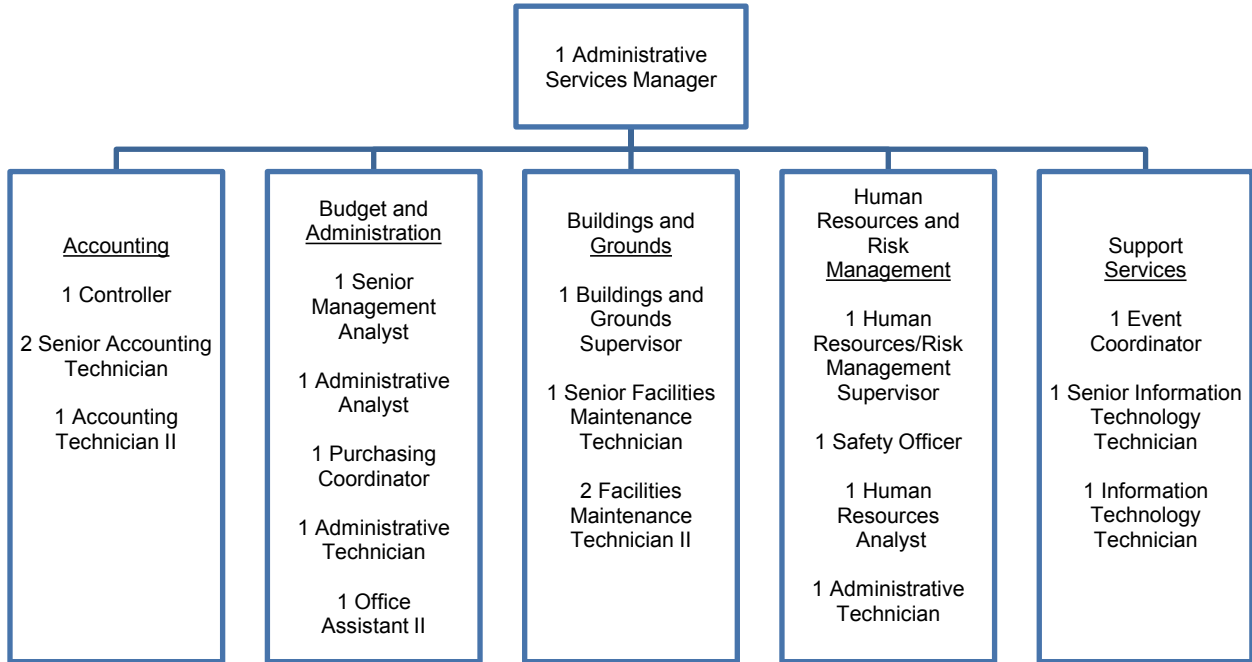 1 Administrative
Services Manager
Accounting
1 Controller
2 Senior Accounting
Technician
1 Accounting
Technician II
Budget and
Administration
1 Senior
Management
Analyst
1 Administrative
Analyst
1 Purchasing
Coordinator
1 Administrative
Technician
1 Office
Assistant II
Buildings and
Grounds
1 Buildings and
Grounds
Supervisor
1 Senior Facilities
Maintenance
Technician
2 Facilities
Maintenance
Technician II
Human
Resources and
Risk
Management
1 Human
Resources/Risk
Management
Supervisor
1 Safety Officer
1 Human
Resources
Analyst
1 Administrative
Technician
Support
Services
1 Event
Coordinator
1 Senior Information
Technology
Technician
1 Information
Technology
Technician